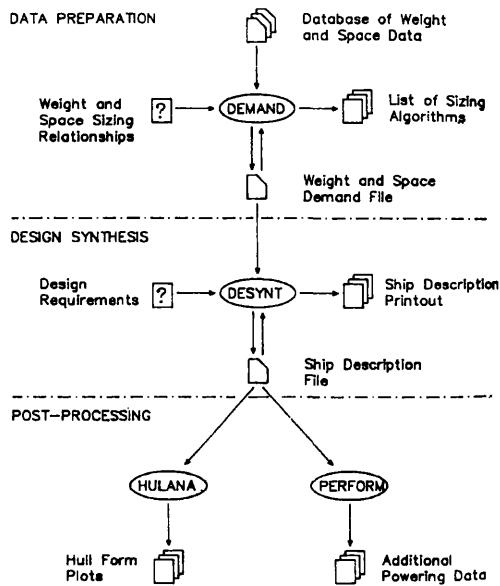 DATA PREPARATION
Database of Weight
and Space Data
Weight and
Space Sizing
Relationships
?
DEMAND
List of Sizing
Algorithms
Weight and Space
Demand File
DESIGN SYNTHESIS
Design
Requirements
?
DESYNT
Ship Description
Printout
Ship Description
File
POST-PROCESSING
HULANA
PERFORM
Hull Form
Plots
Additional
Powering Data